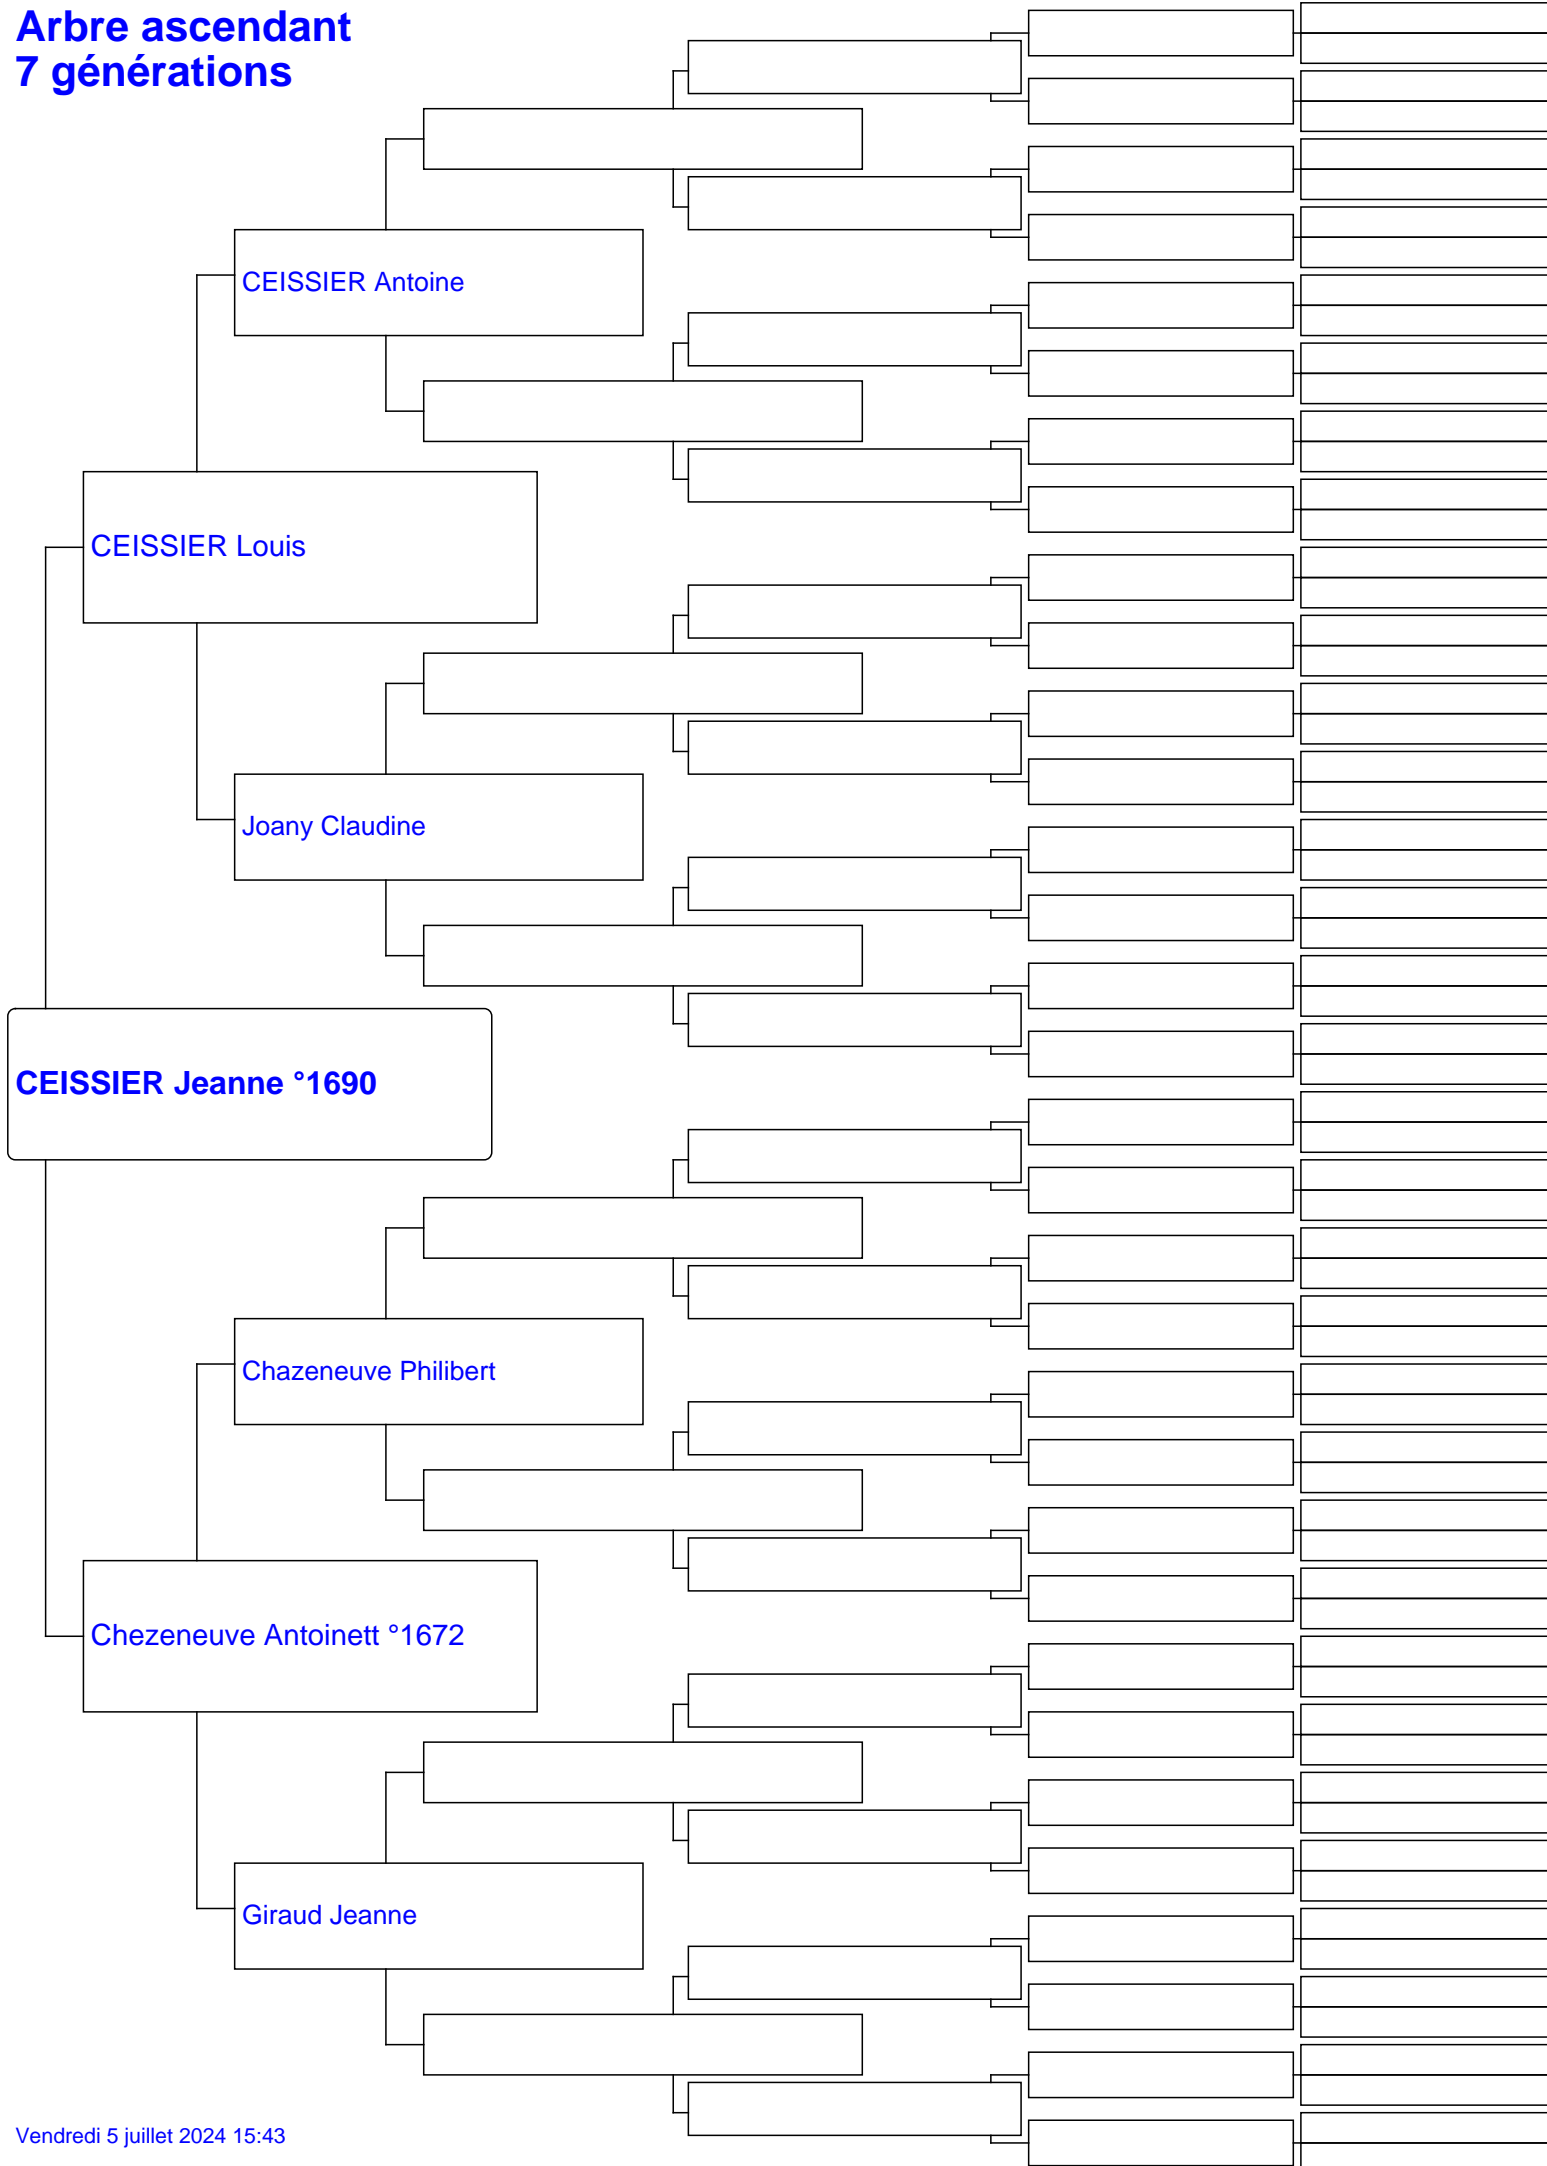 Arbre ascendant
7 générations
CEISSIER Antoine
CEISSIER Louis
Joany Claudine
CEISSIER Jeanne °1690
Chazeneuve Philibert
Chezeneuve Antoinett °1672
Giraud Jeanne
Vendredi 5 juillet 2024 15:43